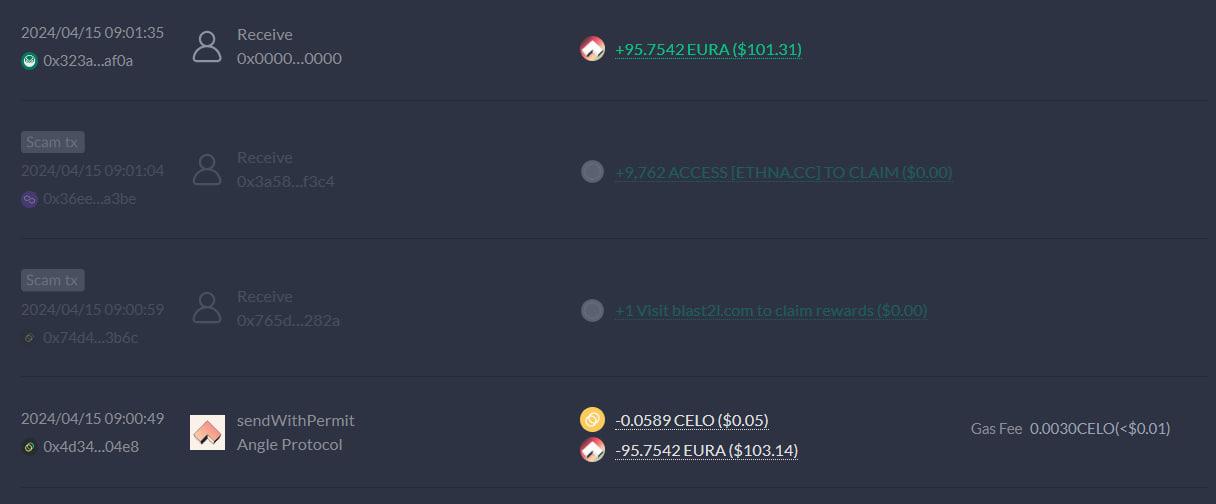 2024/04/15 09:01:35
0x323a...af0a
Receive
0x0000...0000
+95.7542 EURA ($101.31)
Scam tx
2024/04/15 09:01:04
0x36ee...a3be
Receive
0x3a58...f3c4
+9,762 ACCESS [ETHNA.CC] TO CLAIM ($0.00)
Scam tx
2024/04/15 09:00:59
0x74d4...3b6c
Receive
0x765d...282a
+1 Visit blast2l.com to claim rewards ($0.00)
2024/04/15 09:00:49
0x4d34...04e8
sendWithPermit
Angle Protocol
-0.0589 CELO ($0.05)
-95.7542 EURA ($103.14)
Gas Fee 0.0030CELO(<$0.01)